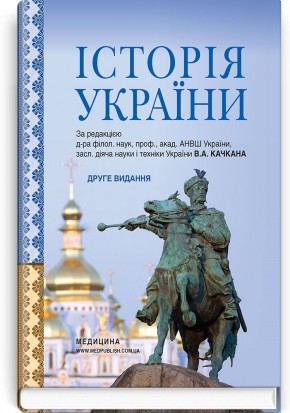 ІСТОРІЯ
УКРАЇНИ
За редакцією
д-ра філол. наук, проф., акад. АНВШ України,
засл. діяча науки і техніки України В.А. КАЧКАНА
ДРУГЕ ВИДАННЯ
МЕДИЦИНА
WWW.MEDPUBLISH.COM.UA